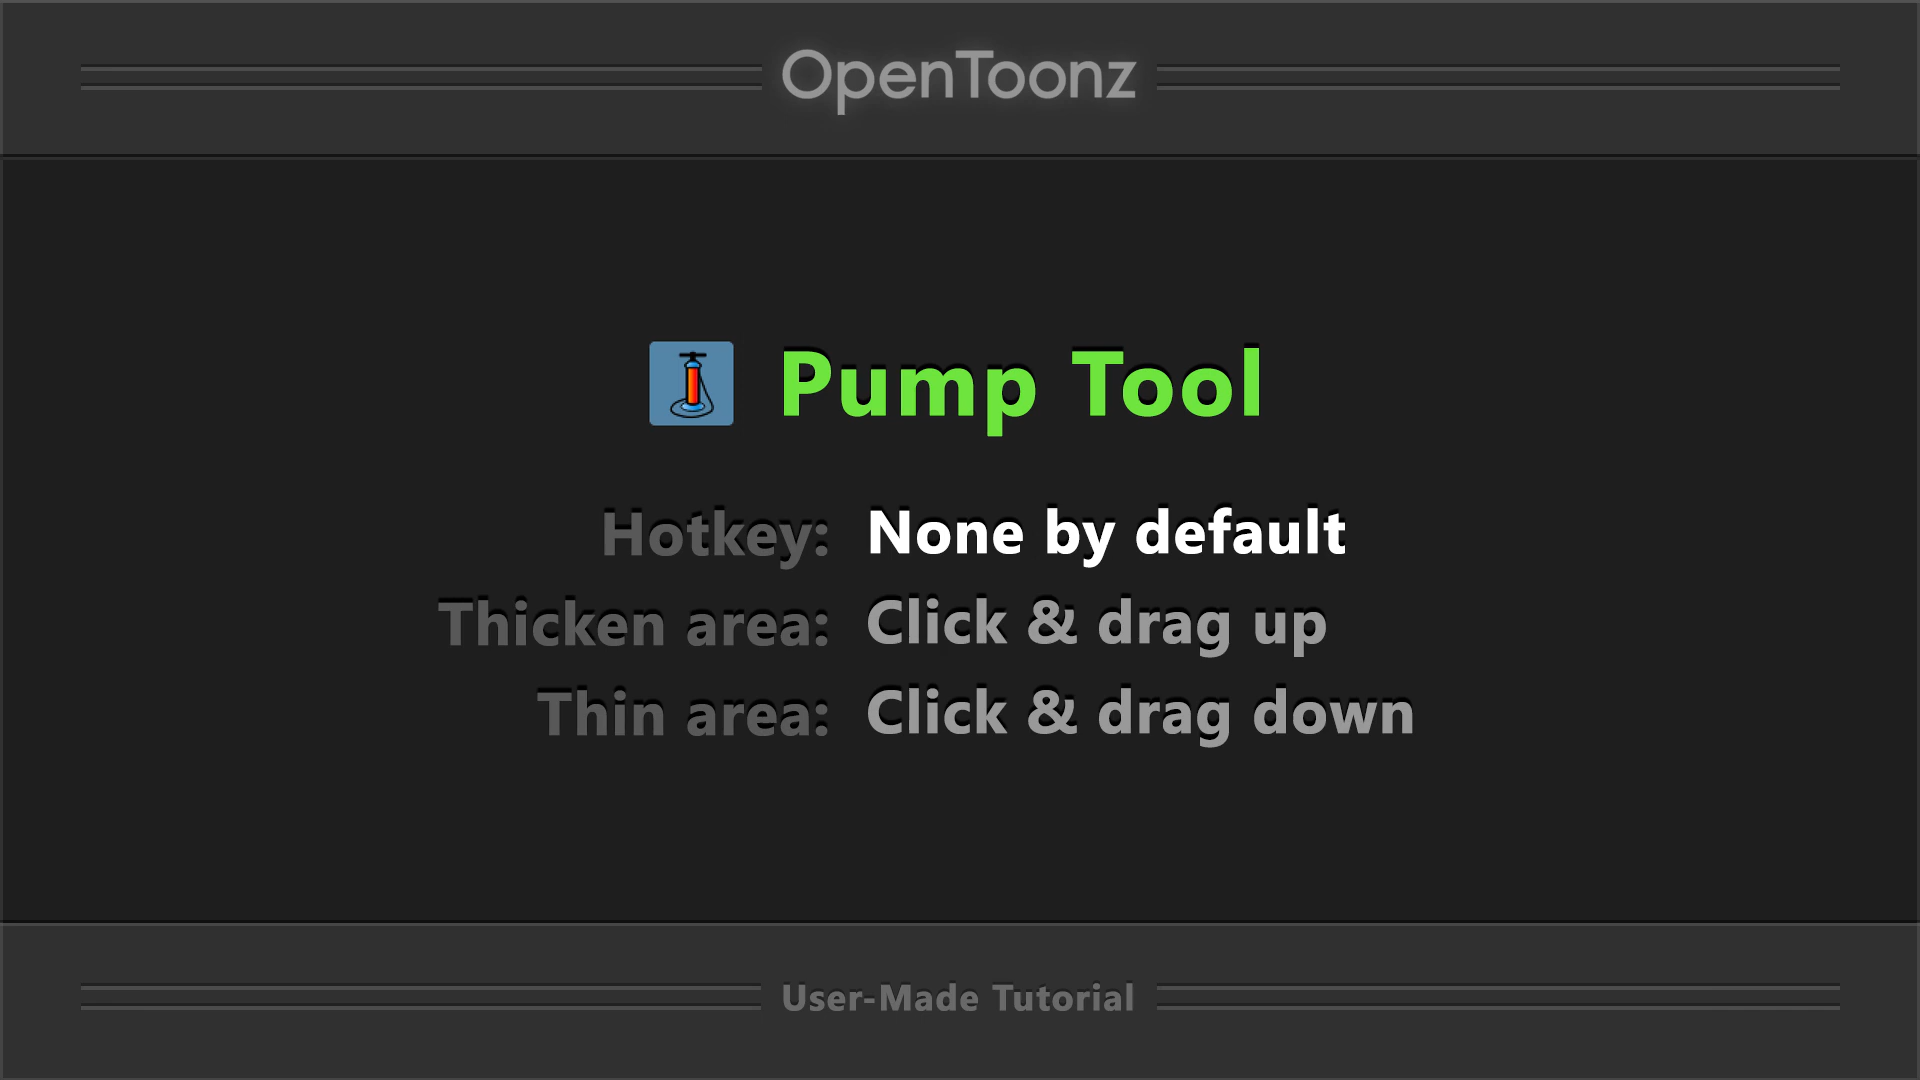 OpenToonz
Pump Tool
Hotkey: None by default
Thicken area: Click & drag up
Thin area: Click & drag down
User-Made Tutorial